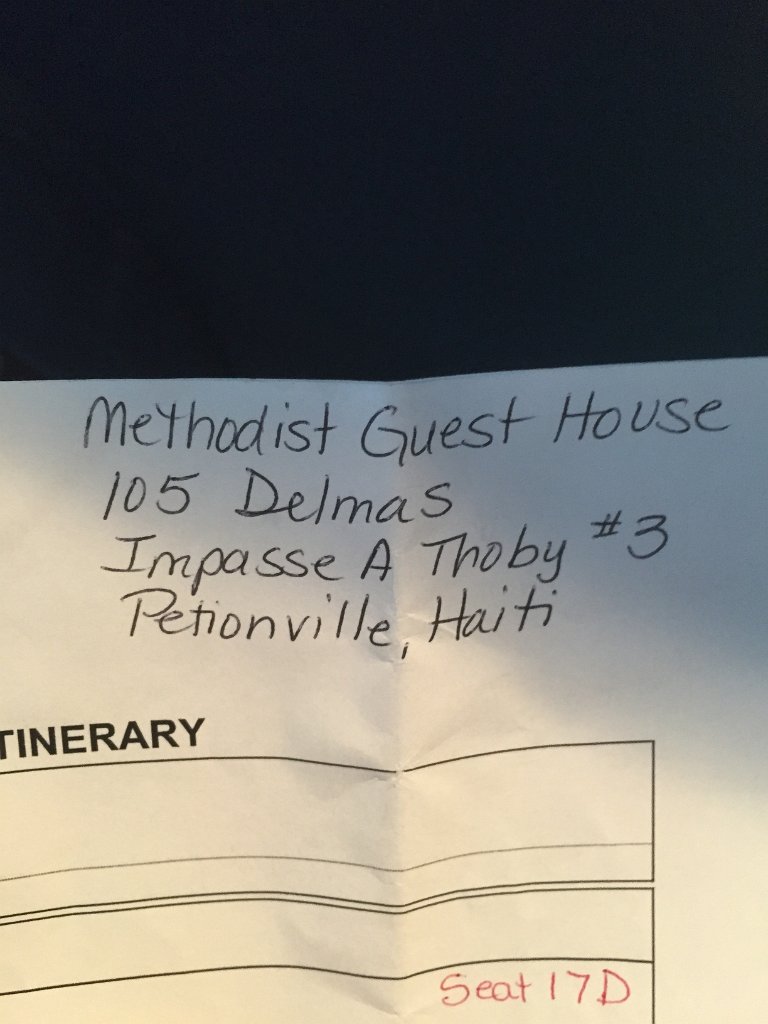 Methodist Guest House
105 Delmas
Impasse A Thoby #3
Petionville, Haiti
TINERARY
Seat 17D